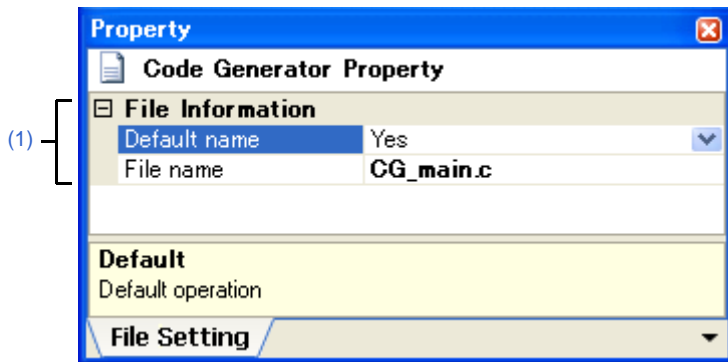 Property
Code Generator Property
(1)
File Information
Default name Yes
File name CG_main.c
Default
Default operation
File Setting